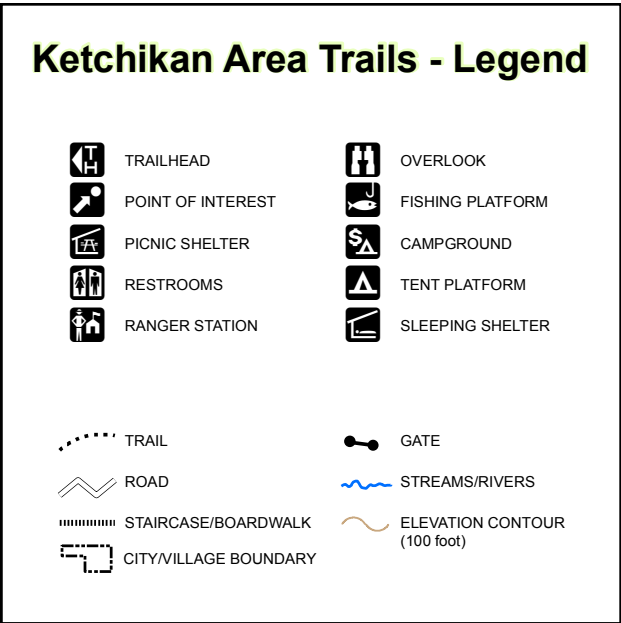 Ketchikan Area Trails - Legend
TRAILHEAD
POINT OF INTEREST
PICNIC SHELTER
RESTROOMS
RANGER STATION
OVERLOOK
FISHING PLATFORM
CAMPGROUND
TENT PLATFORM
SLEEPING SHELTER
TRAIL
ROAD
STAIRCASE/BOARDWALK
CITY/VILLAGE BOUNDARY
GATE
STREAMS/RIVERS
ELEVATION CONTOUR
(100 foot)